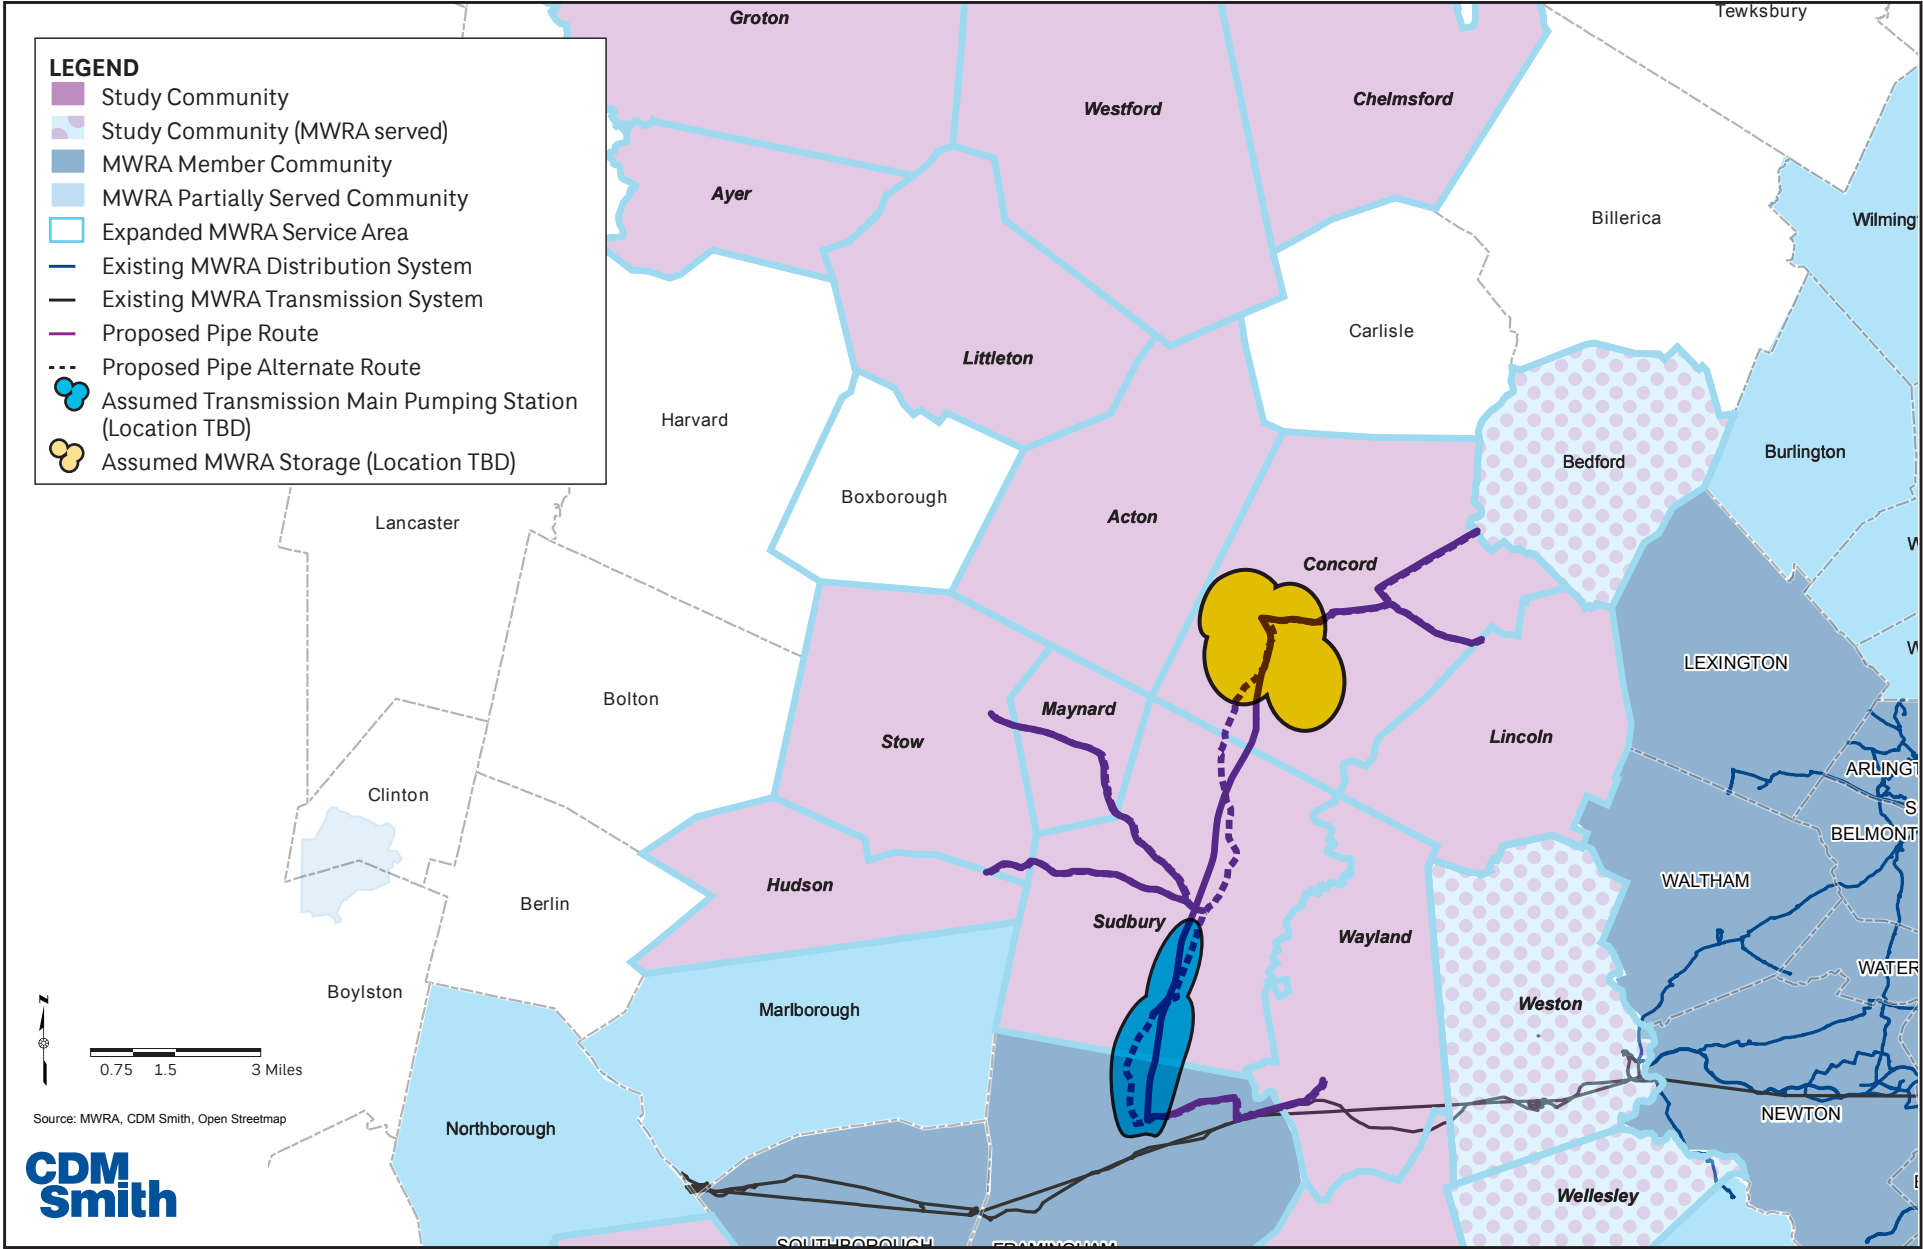 Groton
Tewksbury
LEGEND
Study Community
Study Community (MWRA served)
MWRA Member Community
MWRA Partially Served Community
Expanded MWRA Service Area
Existing MWRA Distribution System
Existing MWRA Transmission System
Proposed Pipe Route
Proposed Pipe Alternate Route
Assumed Transmission Main Pumping Station
(Location TBD)
Assumed MWRA Storage (Location TBD)
Westford
Chelmsford
Ayer
Billerica
Wilming
Carlisle
Littleton
Harvard
Burlington
Bedford
Boxborough
Acton
Lancaster
W
Concord
W
LEXINGTON
Bolton
Maynard
Stow
Lincoln
ARLINGT
Clinton
S
BELMONT
Hudson
WALTHAM
Berlin
Sudbury
Wayland
WATER
Boylston
Marlborough
Weston
N
0.75 1.5 3 Miles
Source: MWRA, CDM Smith, Open Streetmap
NEWTON
Northborough
CDM
Smith
Wellesley
SOUTHBOROUGH
FRAMINGHAM